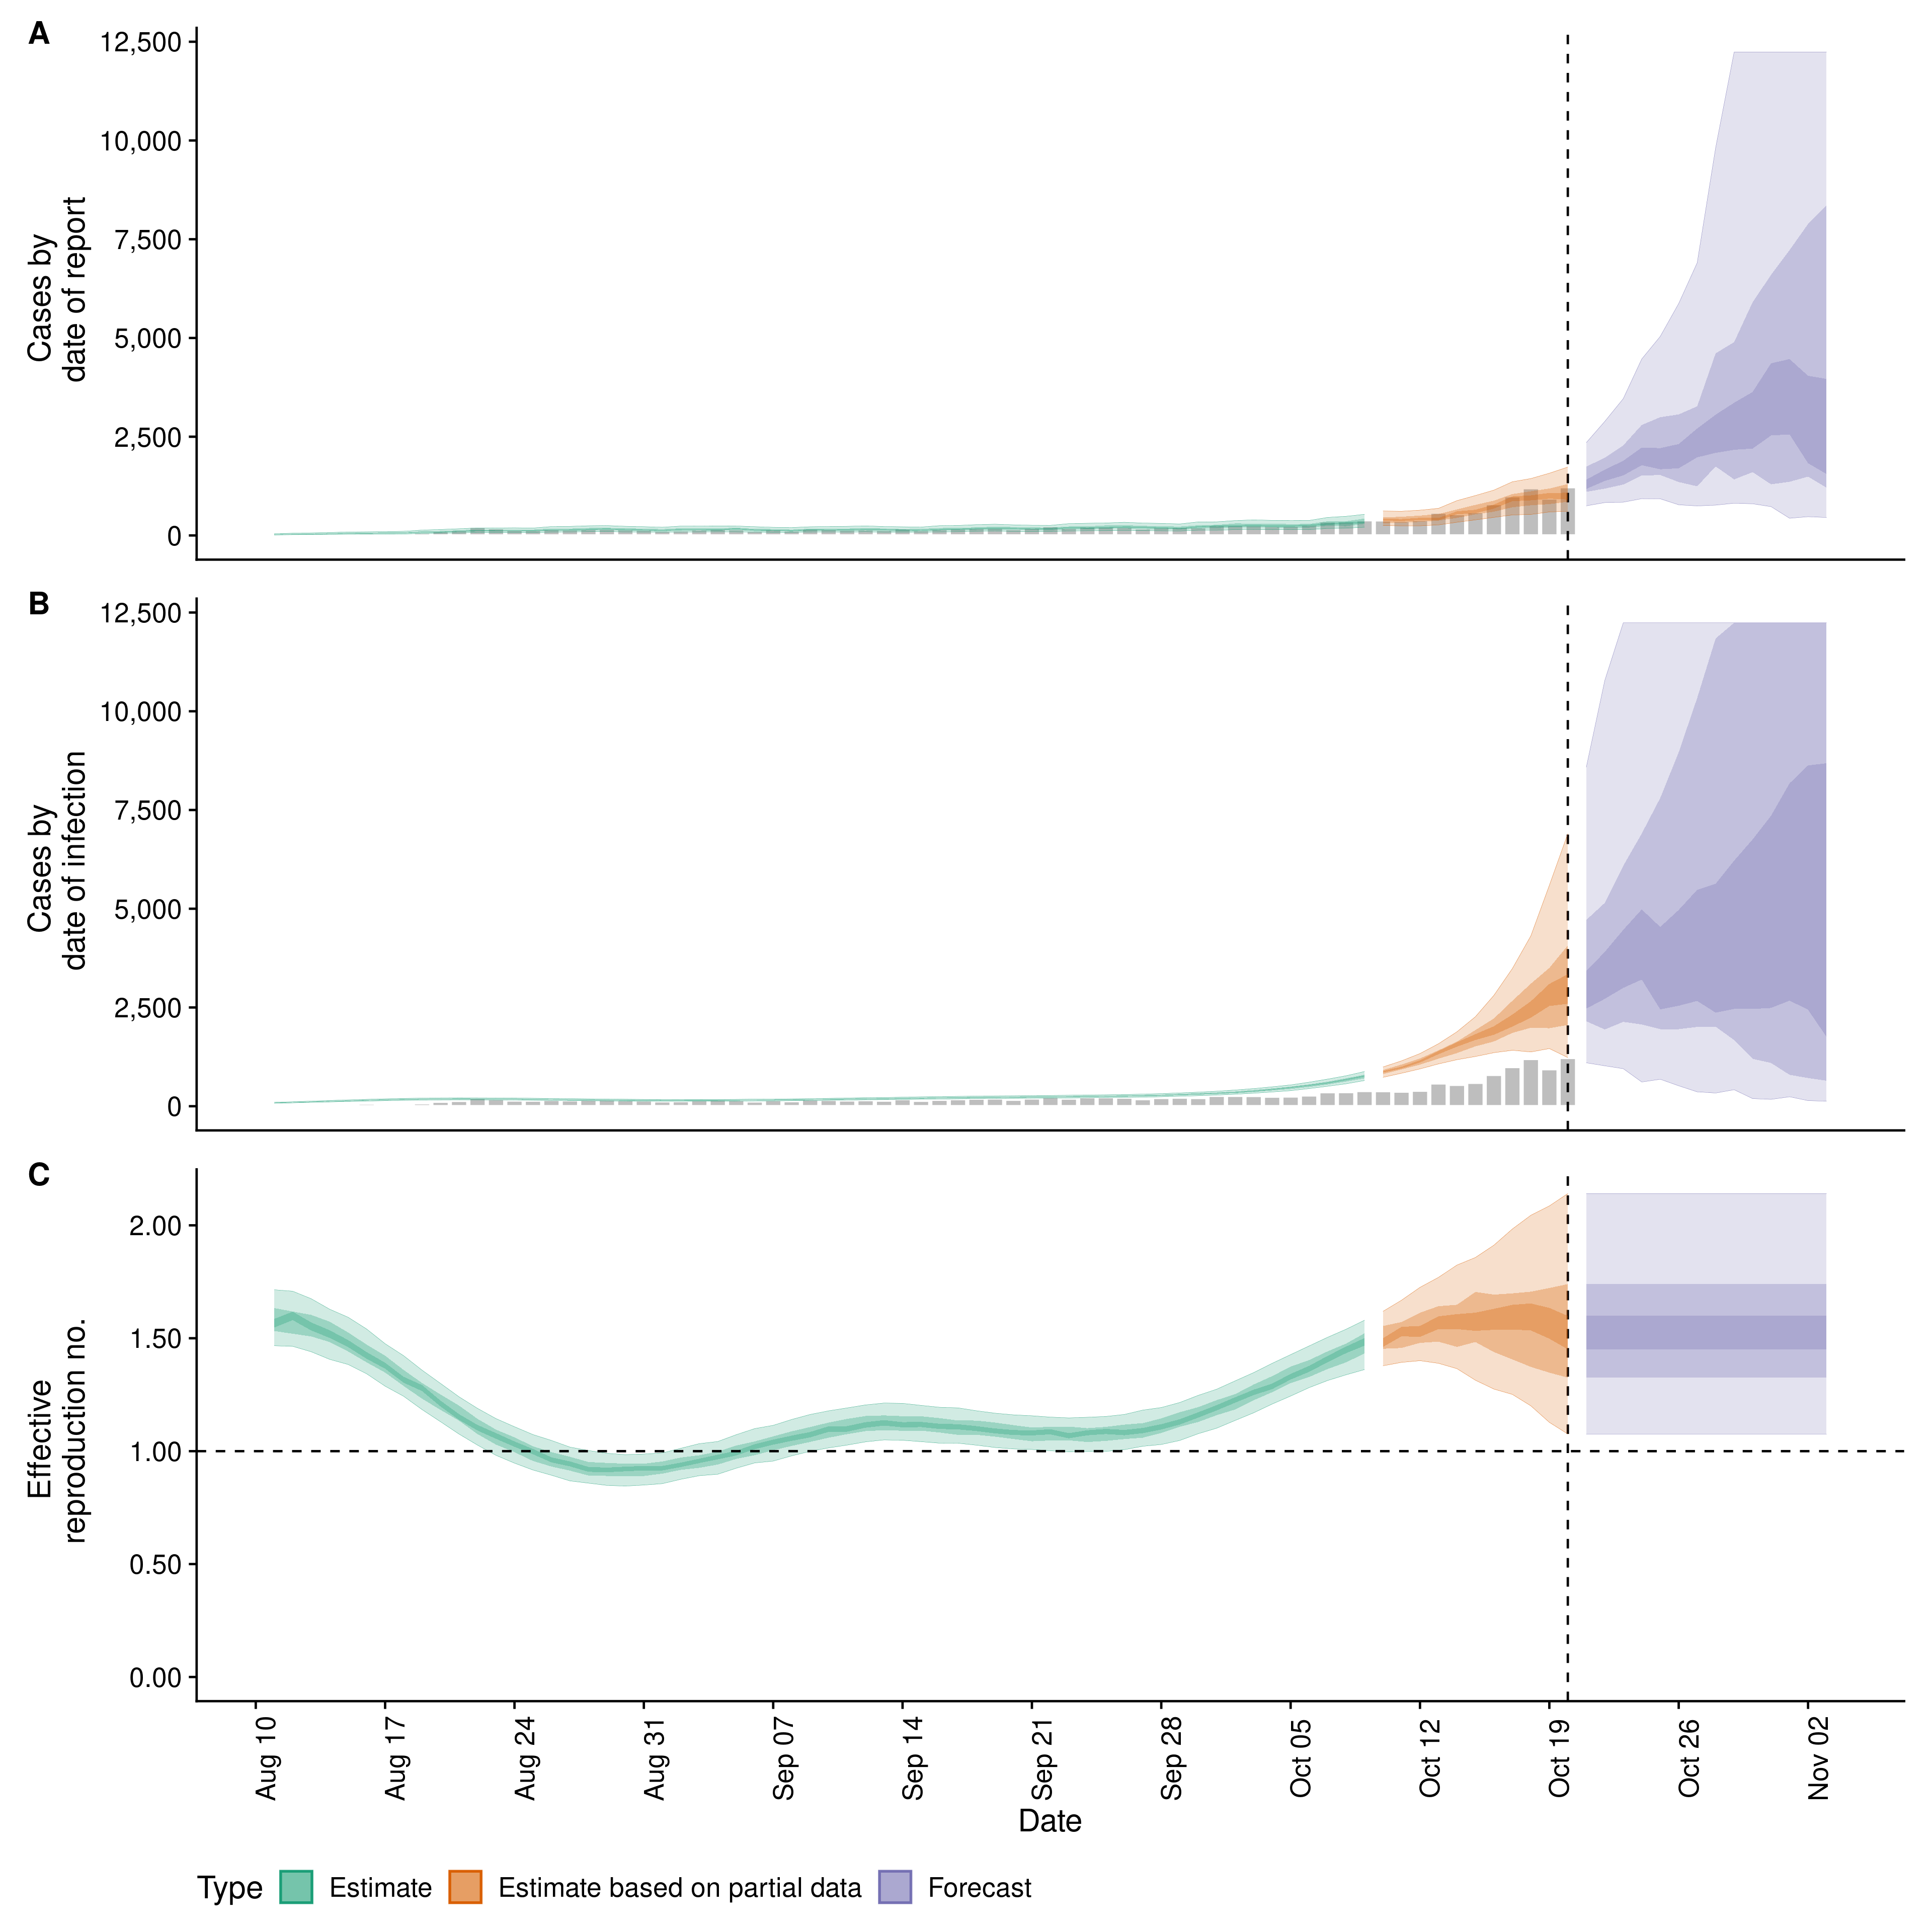 A
12,500
10,000
7,500
5,000
2,500
0
Cases by
date of report
B
12,500
10,000
7,500
5,000
2,500
0
Cases by
date of infection
C
2.00
1.50
1.00
0.50
0.00
Effective
reproduction no.
Aug 10
Aug 17
Aug 24
Aug 31
Sep 07
Sep 14
Sep 21
Sep 28
Oct 05
Oct 12
Oct 19
Oct 26
Nov 02
Date
Type Estimate Estimate based on partial data Forecast